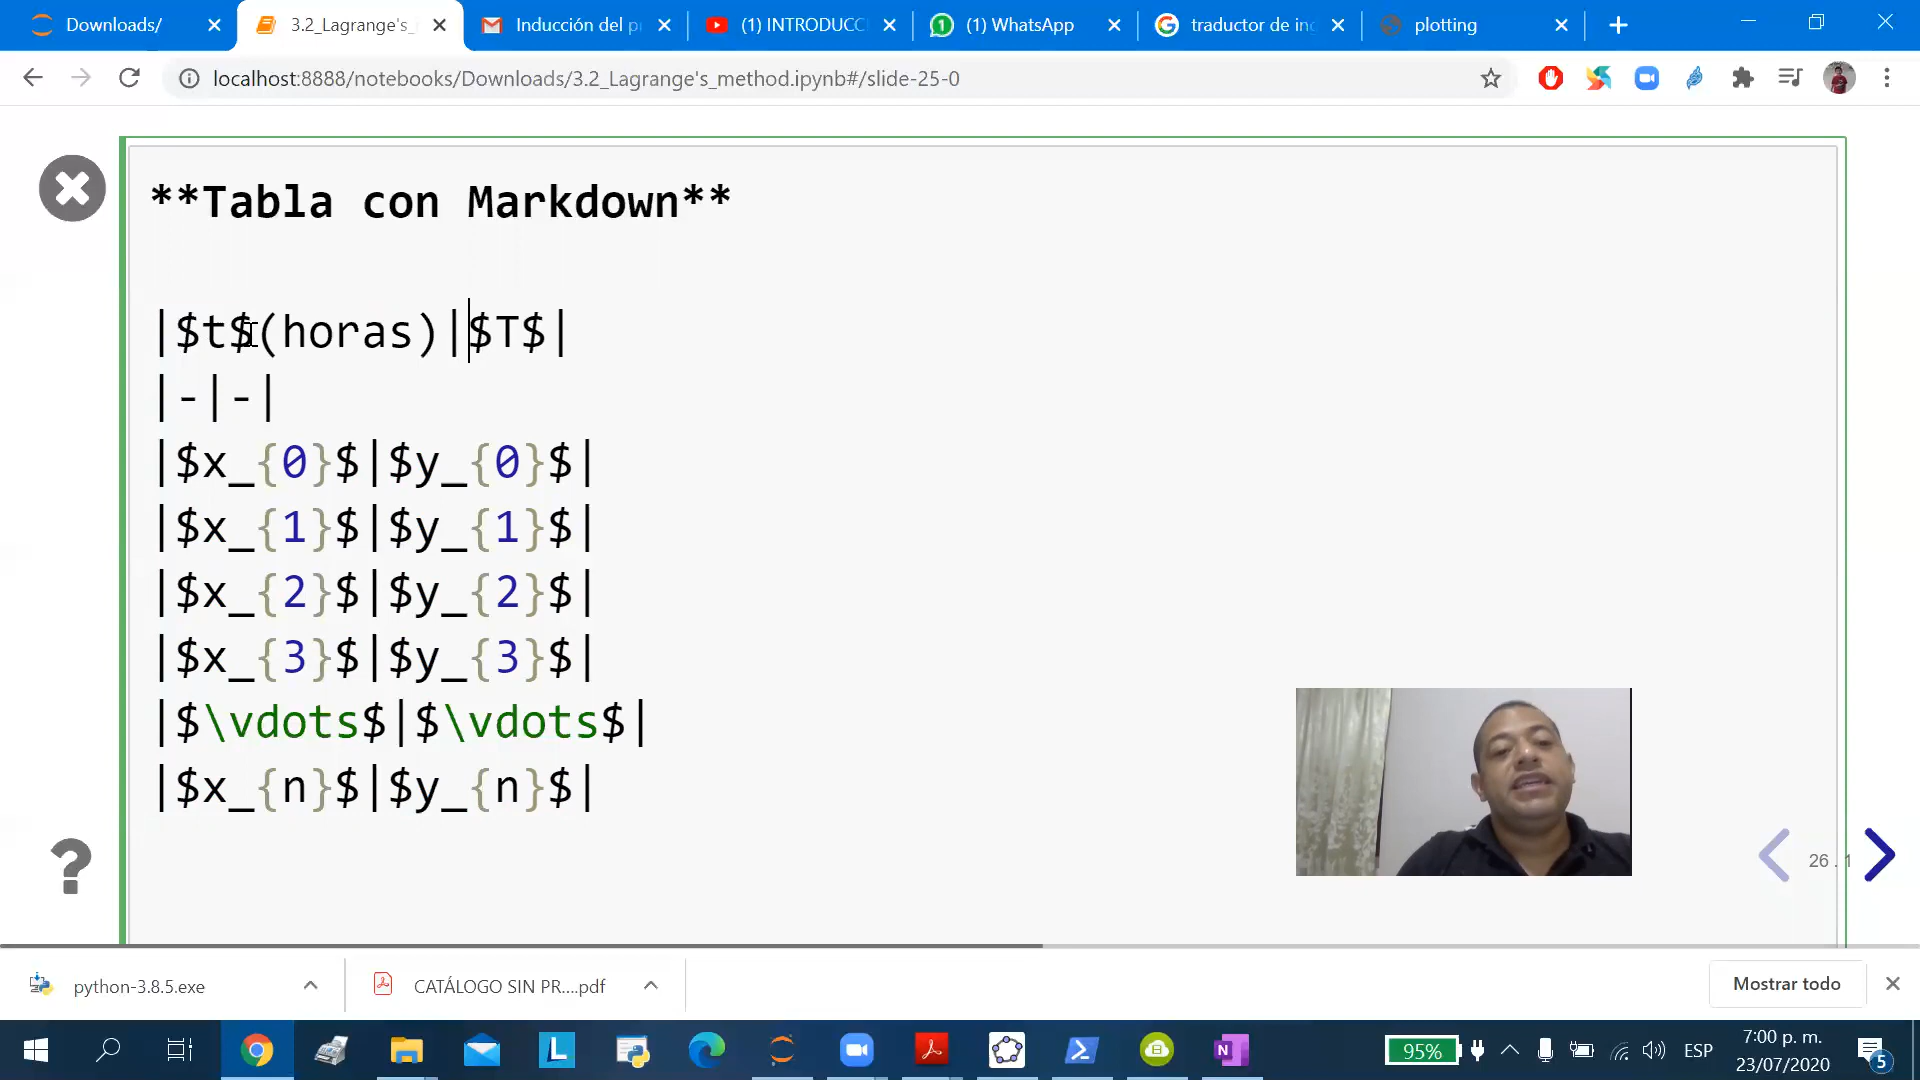 Downloads/
3.2_Lagrange's_
Inducción del p
(1) INTRODUCC
(1) WhatsApp
traductor de in
plotting
localhost:8888/notebooks/Downloads/3.2_Lagrange's_method.ipynb#/slide-25-0
**Tabla con Markdown**
|$t$(horas)|$T$|
|-|-|
|$x_{0}$|$y_{0}$|
|$x_{1}$|$y_{1}$|
|$x_{2}$|$y_{2}$|
|$x_{3}$|$y_{3}$|
|$\vdots$|$\vdots$|
|$x_{n}$|$y_{n}$|
?
26 . 1
python-3.8.5.exe
CATÁLOGO SIN PR....pdf
Mostrar todo
95%
ESP
7:00 p. m.
23/07/2020
5